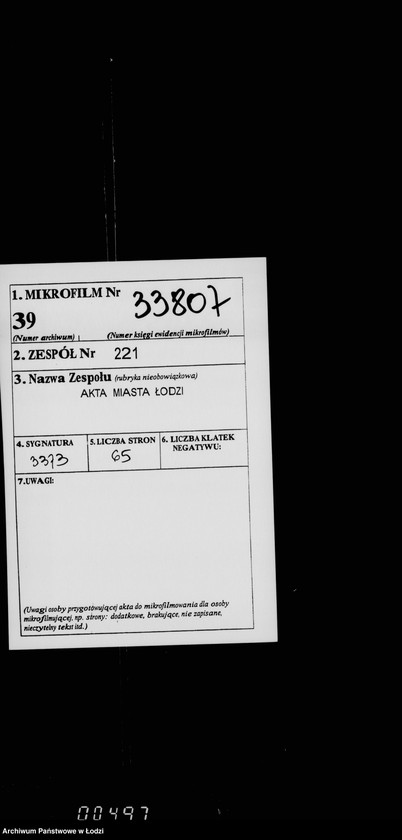 1. MIKROFILM Nr 33807
39
(Numer archiwum) (Numer księgi ewidencji mikrofilmów)
2. ZESPÓŁ Nr 221
3. Nazwa Zespołu (rubryka nieobowiązkowa)
AKTA MIASTA ŁODZI
4. SYGNATURA 5. LICZBA STRON 6. LICZBA KLATEK
NEGATYWU:
3373 65
7. UWAGI:
(Uwagi osoby przygotowującej akta do mikrofilmowania dla osoby
mikrofilmującej, np. strony: dodatkowe, brakujące, nie zapisane,
nieczytelny tekst itd.)
00497
Archiwum Państwowe w Łodzi